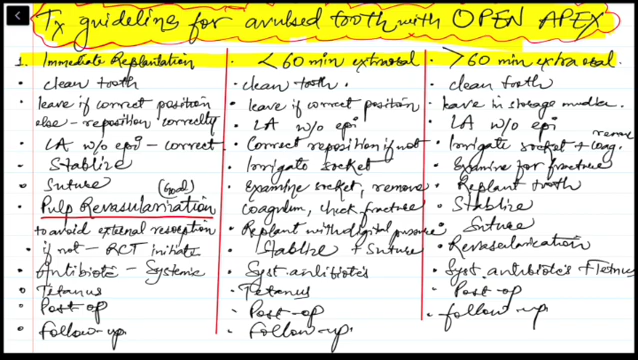 Tx guideline for avulsed tooth with OPEN APEX
1. Immediate Replantation
• clean tooth
• leave if correct position
else - reposition correctly
• LA w/o epi - correct
• Stablize
• Suture (Goal)
• Pulp Revasularization
to avoid external resorption
• if not - RCT initiate
• Antibiotic - Systemic
• Tetanus
• Post-op
• Follow-up
• < 60 min extraoral
• clean tooth.
• leave if correct position
• LA w/o epi
• Correct reposition if not
• Irrigate socket
• Examine socket, remove
coagulum, check fracture
• Replant with digital pressure
• Stablize + Suture
• Syst antibiotics
• Tetanus
• Post-op
• Follow-up
• > 60 min extra oral
• clean tooth
• leave in storage media.
• LA w/o epi
• Irrigate socket + remove coag.
• Examine for fracture
• Replant tooth
• Stablize
Suture
• Revascularication
• Syst antibiotics + Tetnus
• Post-op
• follow-up